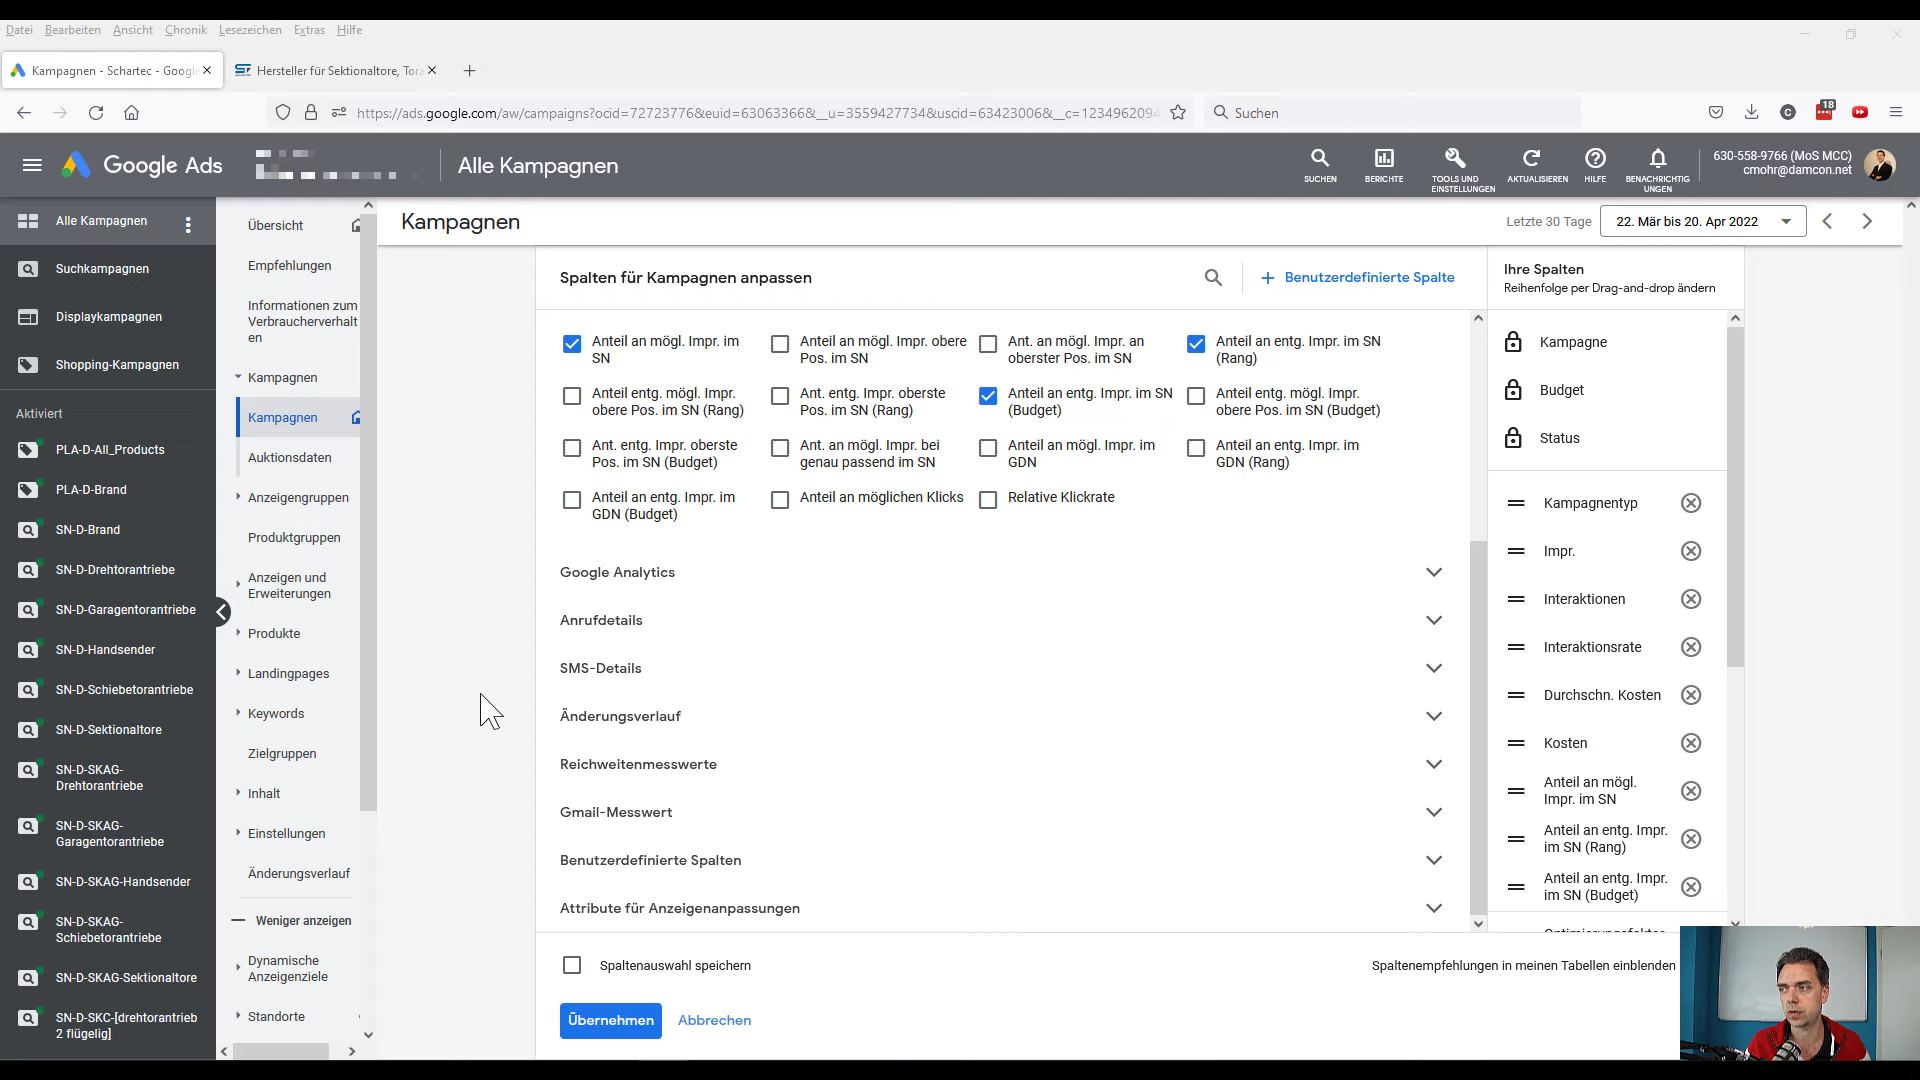 Datei Bearbeiten Ansicht Chronik Lesezeichen Extras Hilfe
Kampagnen - Schartec - Google
Hersteller für Sektionaltore, Tora
https://ads.google.com/aw/campaigns?ocid=72723776&euid=63063366&__u=3559427734&uscid=63423006&__c=1234962094
Suchen
18
Google Ads
Alle Kampagnen
SUCHEN
BERICHTE
TOOLS UND
EINSTELLUNGEN
AKTUALISIEREN
HILFE
BENACHRICHTIG
UNGEN
630-558-9766 (MoS MCC)
cmohr@damcon.net
Alle Kampagnen
Suchkampagnen
Displaykampagnen
Shopping-Kampagnen
Aktiviert
PLA-D-All_Products
PLA-D-Brand
SN-D-Brand
SN-D-Drehtorantriebe
SN-D-Garagentorantriebe
SN-D-Handsender
SN-D-Schiebetorantriebe
SN-D-Sektionaltore
SN-D-SKAG-
Drehtorantriebe
SN-D-SKAG-
Garagentorantriebe
SN-D-SKAG-Handsender
SN-D-SKAG-
Schiebetorantriebe
SN-D-SKAG-Sektionaltore
SN-D-SKC-[drehtorantrieb
2 flügelig]
Übersicht
Empfehlungen
Informationen zum
Verbraucherverhalt
en
Kampagnen
Kampagnen
Auktionsdaten
Anzeigengruppen
Produktgruppen
Anzeigen und
Erweiterungen
Produkte
Landingpages
Keywords
Zielgruppen
Inhalt
Einstellungen
Änderungsverlauf
Weniger anzeigen
Dynamische
Anzeigenziele
Standorte
Kampagnen
Letzte 30 Tage
22. Mär bis 20. Apr 2022
Spalten für Kampagnen anpassen
+ Benutzerdefinierte Spalte
Anteil an mögl. Impr. im
SN
Anteil an mögl. Impr. obere
Pos. im SN
Ant. an mögl. Impr. an
oberster Pos. im SN
Anteil an entg. Impr. im SN
(Rang)
Anteil entg. mögl. Impr.
obere Pos. im SN (Rang)
Ant. entg. Impr. oberste
Pos. im SN (Rang)
Anteil an entg. Impr. im SN
(Budget)
Anteil entg. mögl. Impr.
obere Pos. im SN (Budget)
Ant. entg. Impr. oberste
Pos. im SN (Budget)
Ant. an mögl. Impr. bei
genau passend im SN
Anteil an mögl. Impr. im
GDN
Anteil an entg. Impr. im
GDN (Rang)
Anteil an entg. Impr. im
GDN (Budget)
Anteil an möglichen Klicks
Relative Klickrate
Google Analytics
Anrufdetails
SMS-Details
Änderungsverlauf
Reichweitenmesswerte
Gmail-Messwert
Benutzerdefinierte Spalten
Attribute für Anzeigenanpassungen
Spaltenauswahl speichern
Spaltenempfehlungen in meinen Tabellen einblenden
Übernehmen
Abbrechen
Ihre Spalten
Reihenfolge per Drag-and-drop ändern
Kampagne
Budget
Status
Kampagnentyp
Impr.
Interaktionen
Interaktionsrate
Durchschn. Kosten
Kosten
Anteil an mögl.
Impr. im SN
Anteil an entg. Impr.
im SN (Rang)
Anteil an entg. Impr.
im SN (Budget)